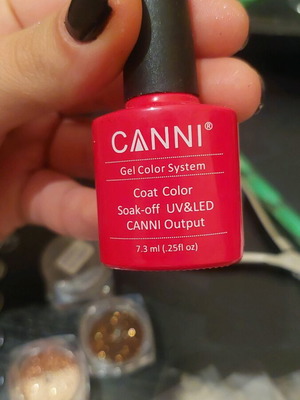 CANNI®
Gel Color System
Coat Color
Soak-off UV&LED
CANNI Output
7.3 ml (.25fl oz)